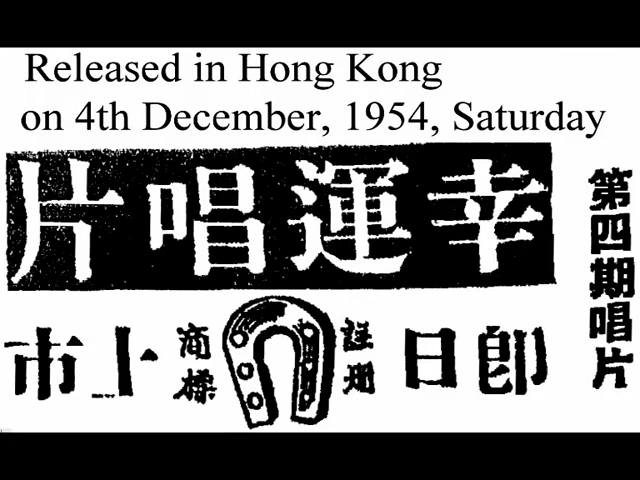 Released in Hong Kong
on 4th December, 1954, Saturday
幸運唱片
第四期唱片
即日上市
註册
商標